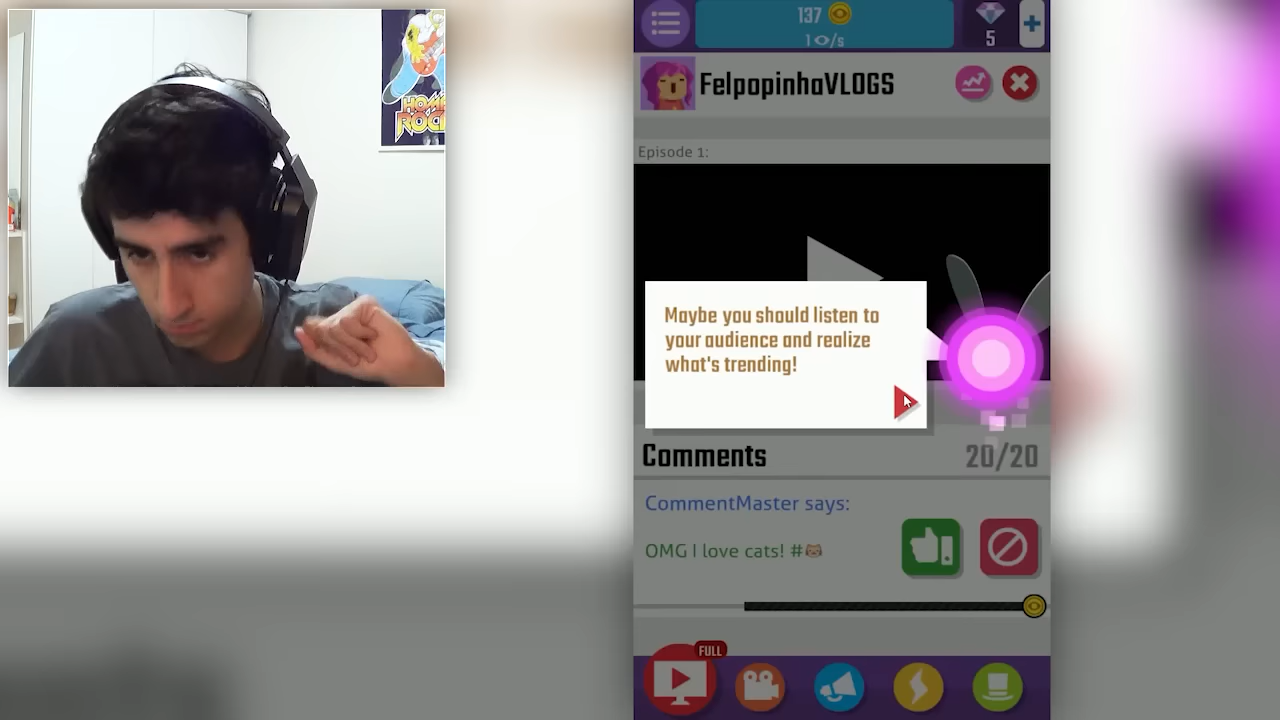 137
1 /s
5
FelpopinhaVLOGS
Episode 1:
Maybe you should listen to
your audience and realize
what's trending!
Comments
20/20
CommentMaster says:
OMG I love cats! #🐱
FULL
ROCK